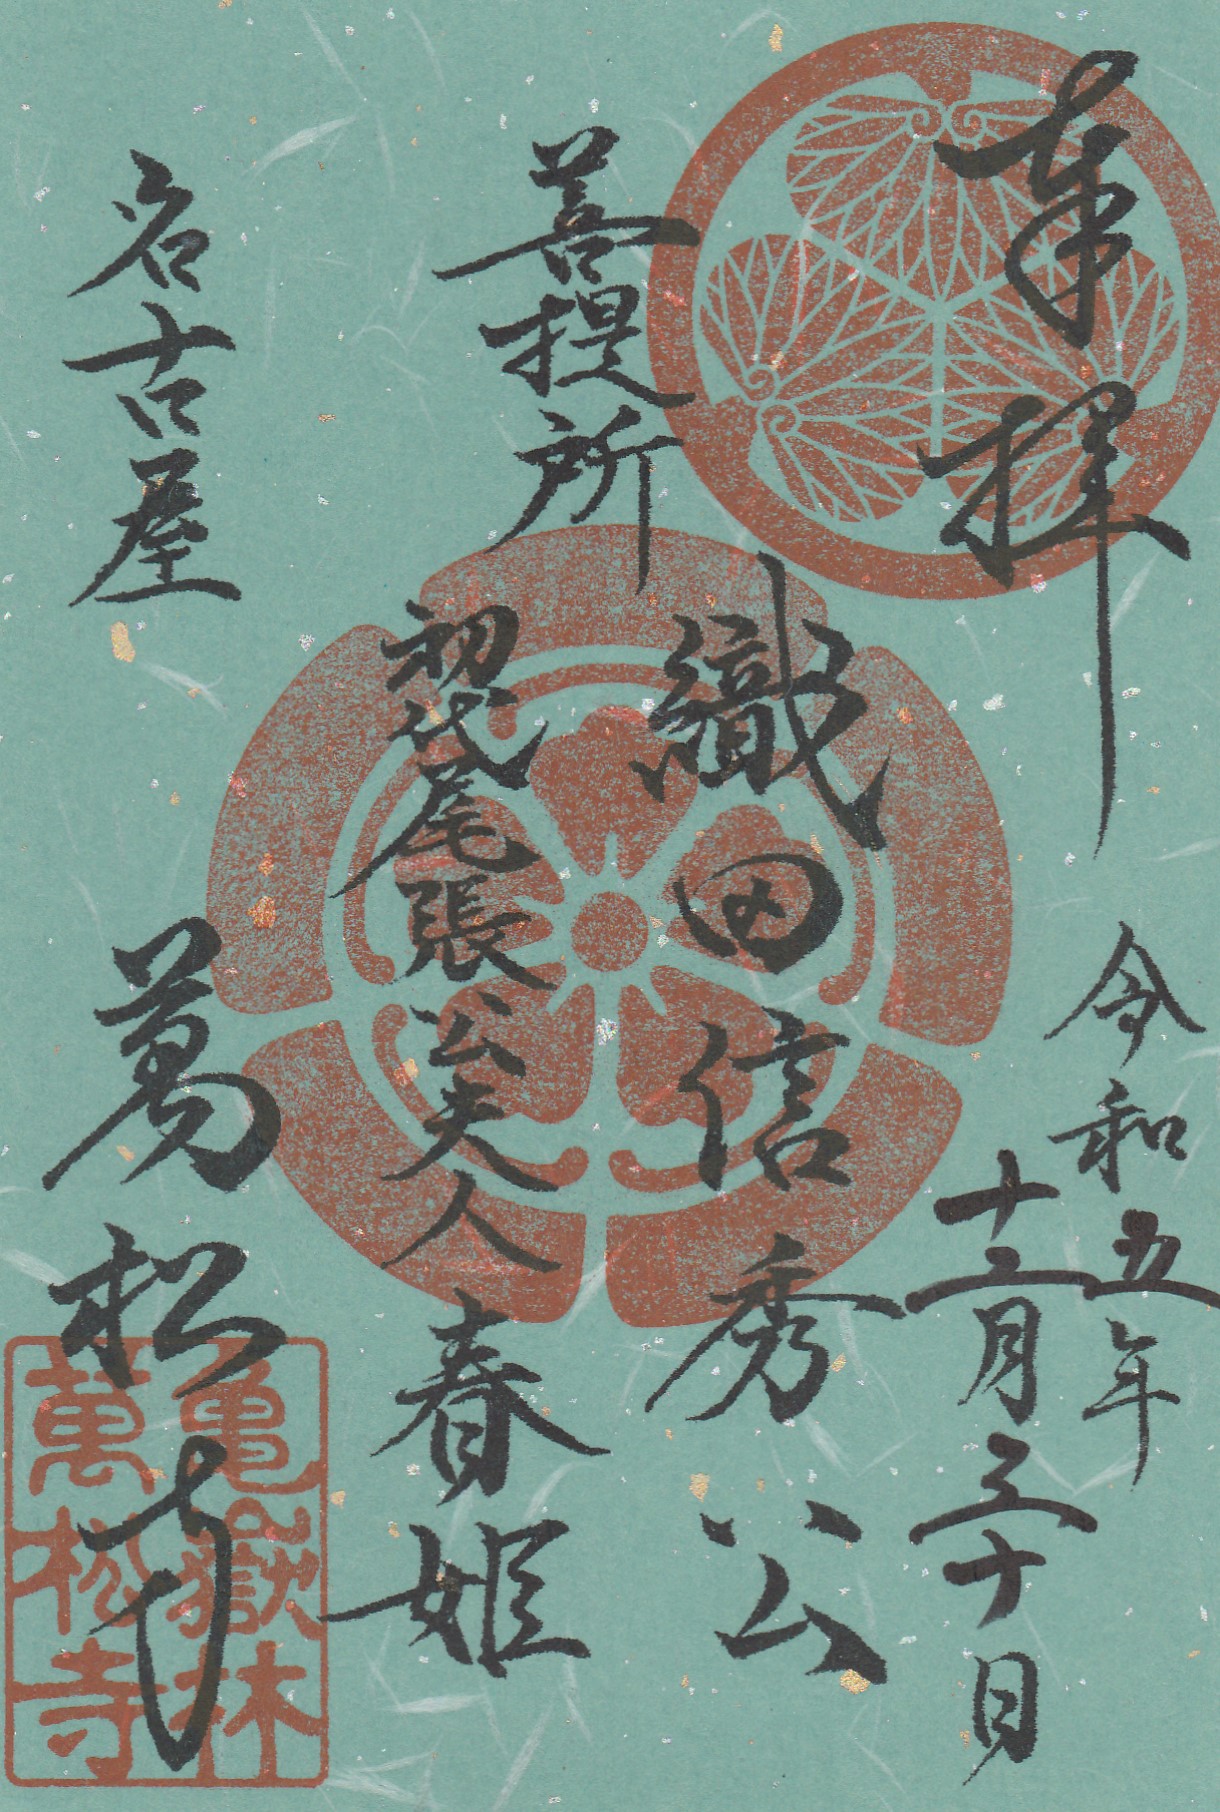 奉拝
令和五年
十二月三十日
織田信秀公
菩提所
初代尾張公夫人春姫
名古屋
萬松寺
亀嶽林
萬松寺